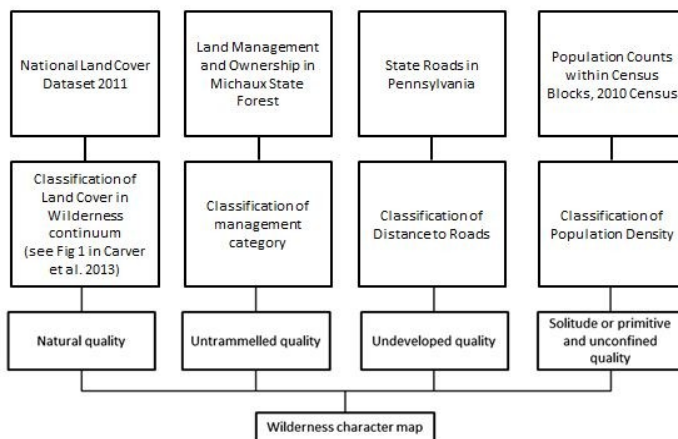 National Land Cover
Dataset 2011
Land Management
and Ownership in
Michaux State
Forest
State Roads in
Pennsylvania
Population Counts
within Census
Blocks, 2010 Census
Classification of
Land Cover in
Wilderness
continuum
(see Fig 1 in Carver
et al. 2013)
Classification of
management
category
Classification of
Distance to Roads
Classification of
Population Density
Natural quality
Untrammelled quality
Undeveloped quality
Solitude or primitive
and unconfined
quality
Wilderness character map